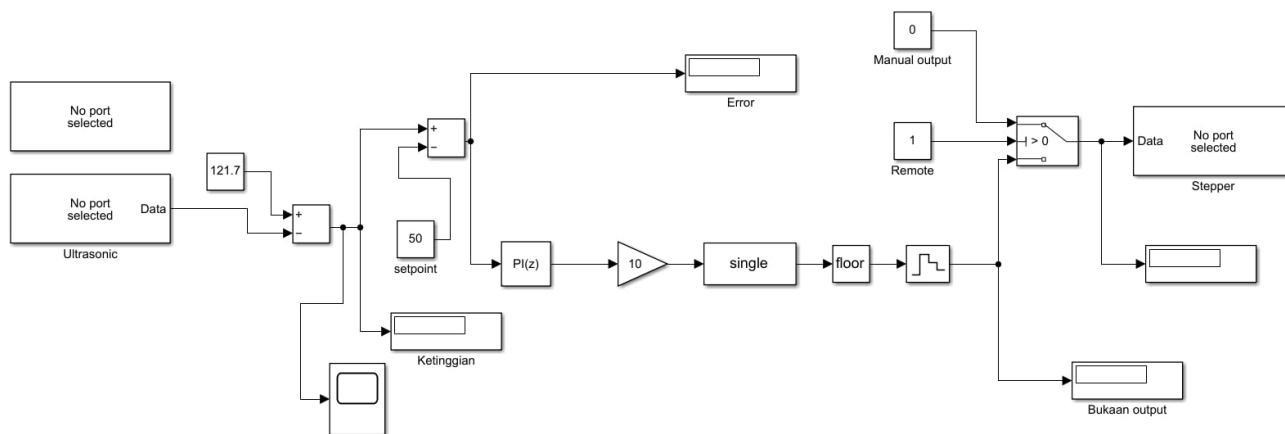 No port
selected
No port
selected
Data
Ultrasonic
121.7
+
−
+
−
50
setpoint
Error
PI(z)
10
single
floor
Ketinggian
0
Manual output
1
Remote
> 0
Data
No port
selected
Stepper
Bukaan output